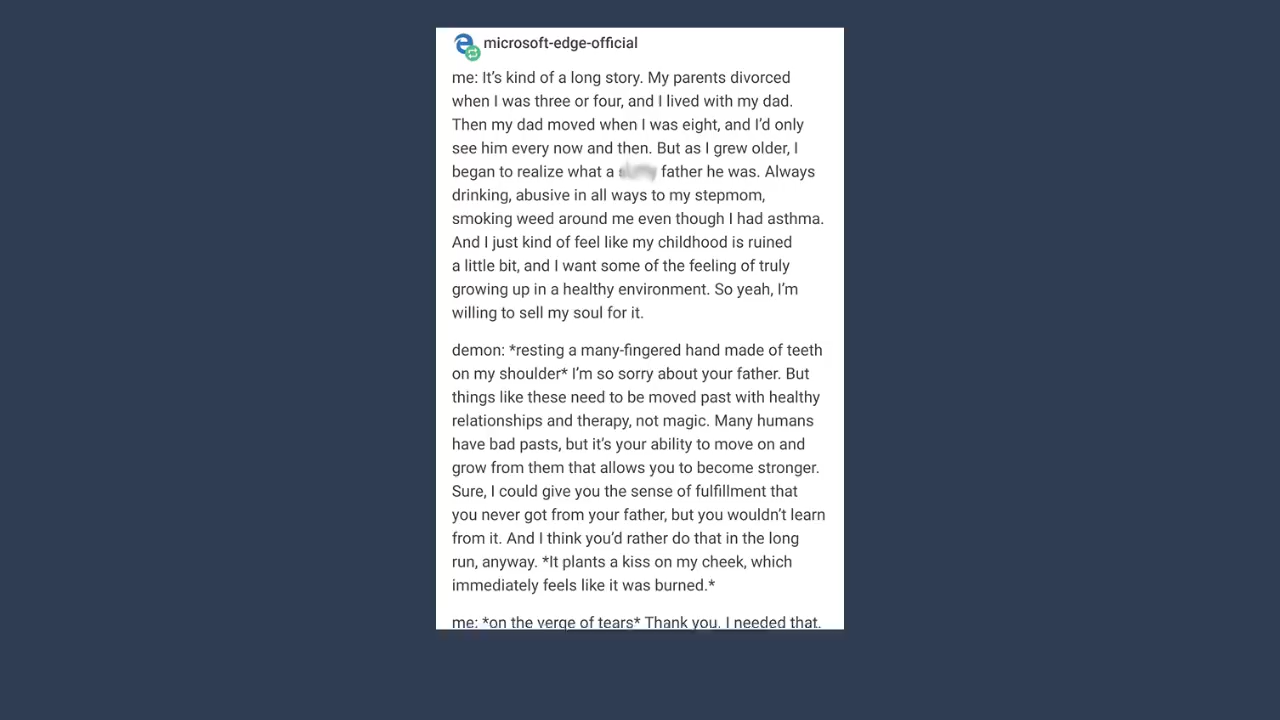 microsoft-edge-official
me: It’s kind of a long story. My parents divorced
when I was three or four, and I lived with my dad.
Then my dad moved when I was eight, and I’d only
see him every now and then. But as I grew older, I
began to realize what a father he was. Always
drinking, abusive in all ways to my stepmom,
smoking weed around me even though I had asthma.
And I just kind of feel like my childhood is ruined
a little bit, and I want some of the feeling of truly
growing up in a healthy environment. So yeah, I’m
willing to sell my soul for it.
demon: *resting a many-fingered hand made of teeth
on my shoulder* I’m so sorry about your father. But
things like these need to be moved past with healthy
relationships and therapy, not magic. Many humans
have bad pasts, but it’s your ability to move on and
grow from them that allows you to become stronger.
Sure, I could give you the sense of fulfillment that
you never got from your father, but you wouldn’t learn
from it. And I think you’d rather do that in the long
run, anyway. *It plants a kiss on my cheek, which
immediately feels like it was burned.*
me: *on the verge of tears* Thank you. I needed that.